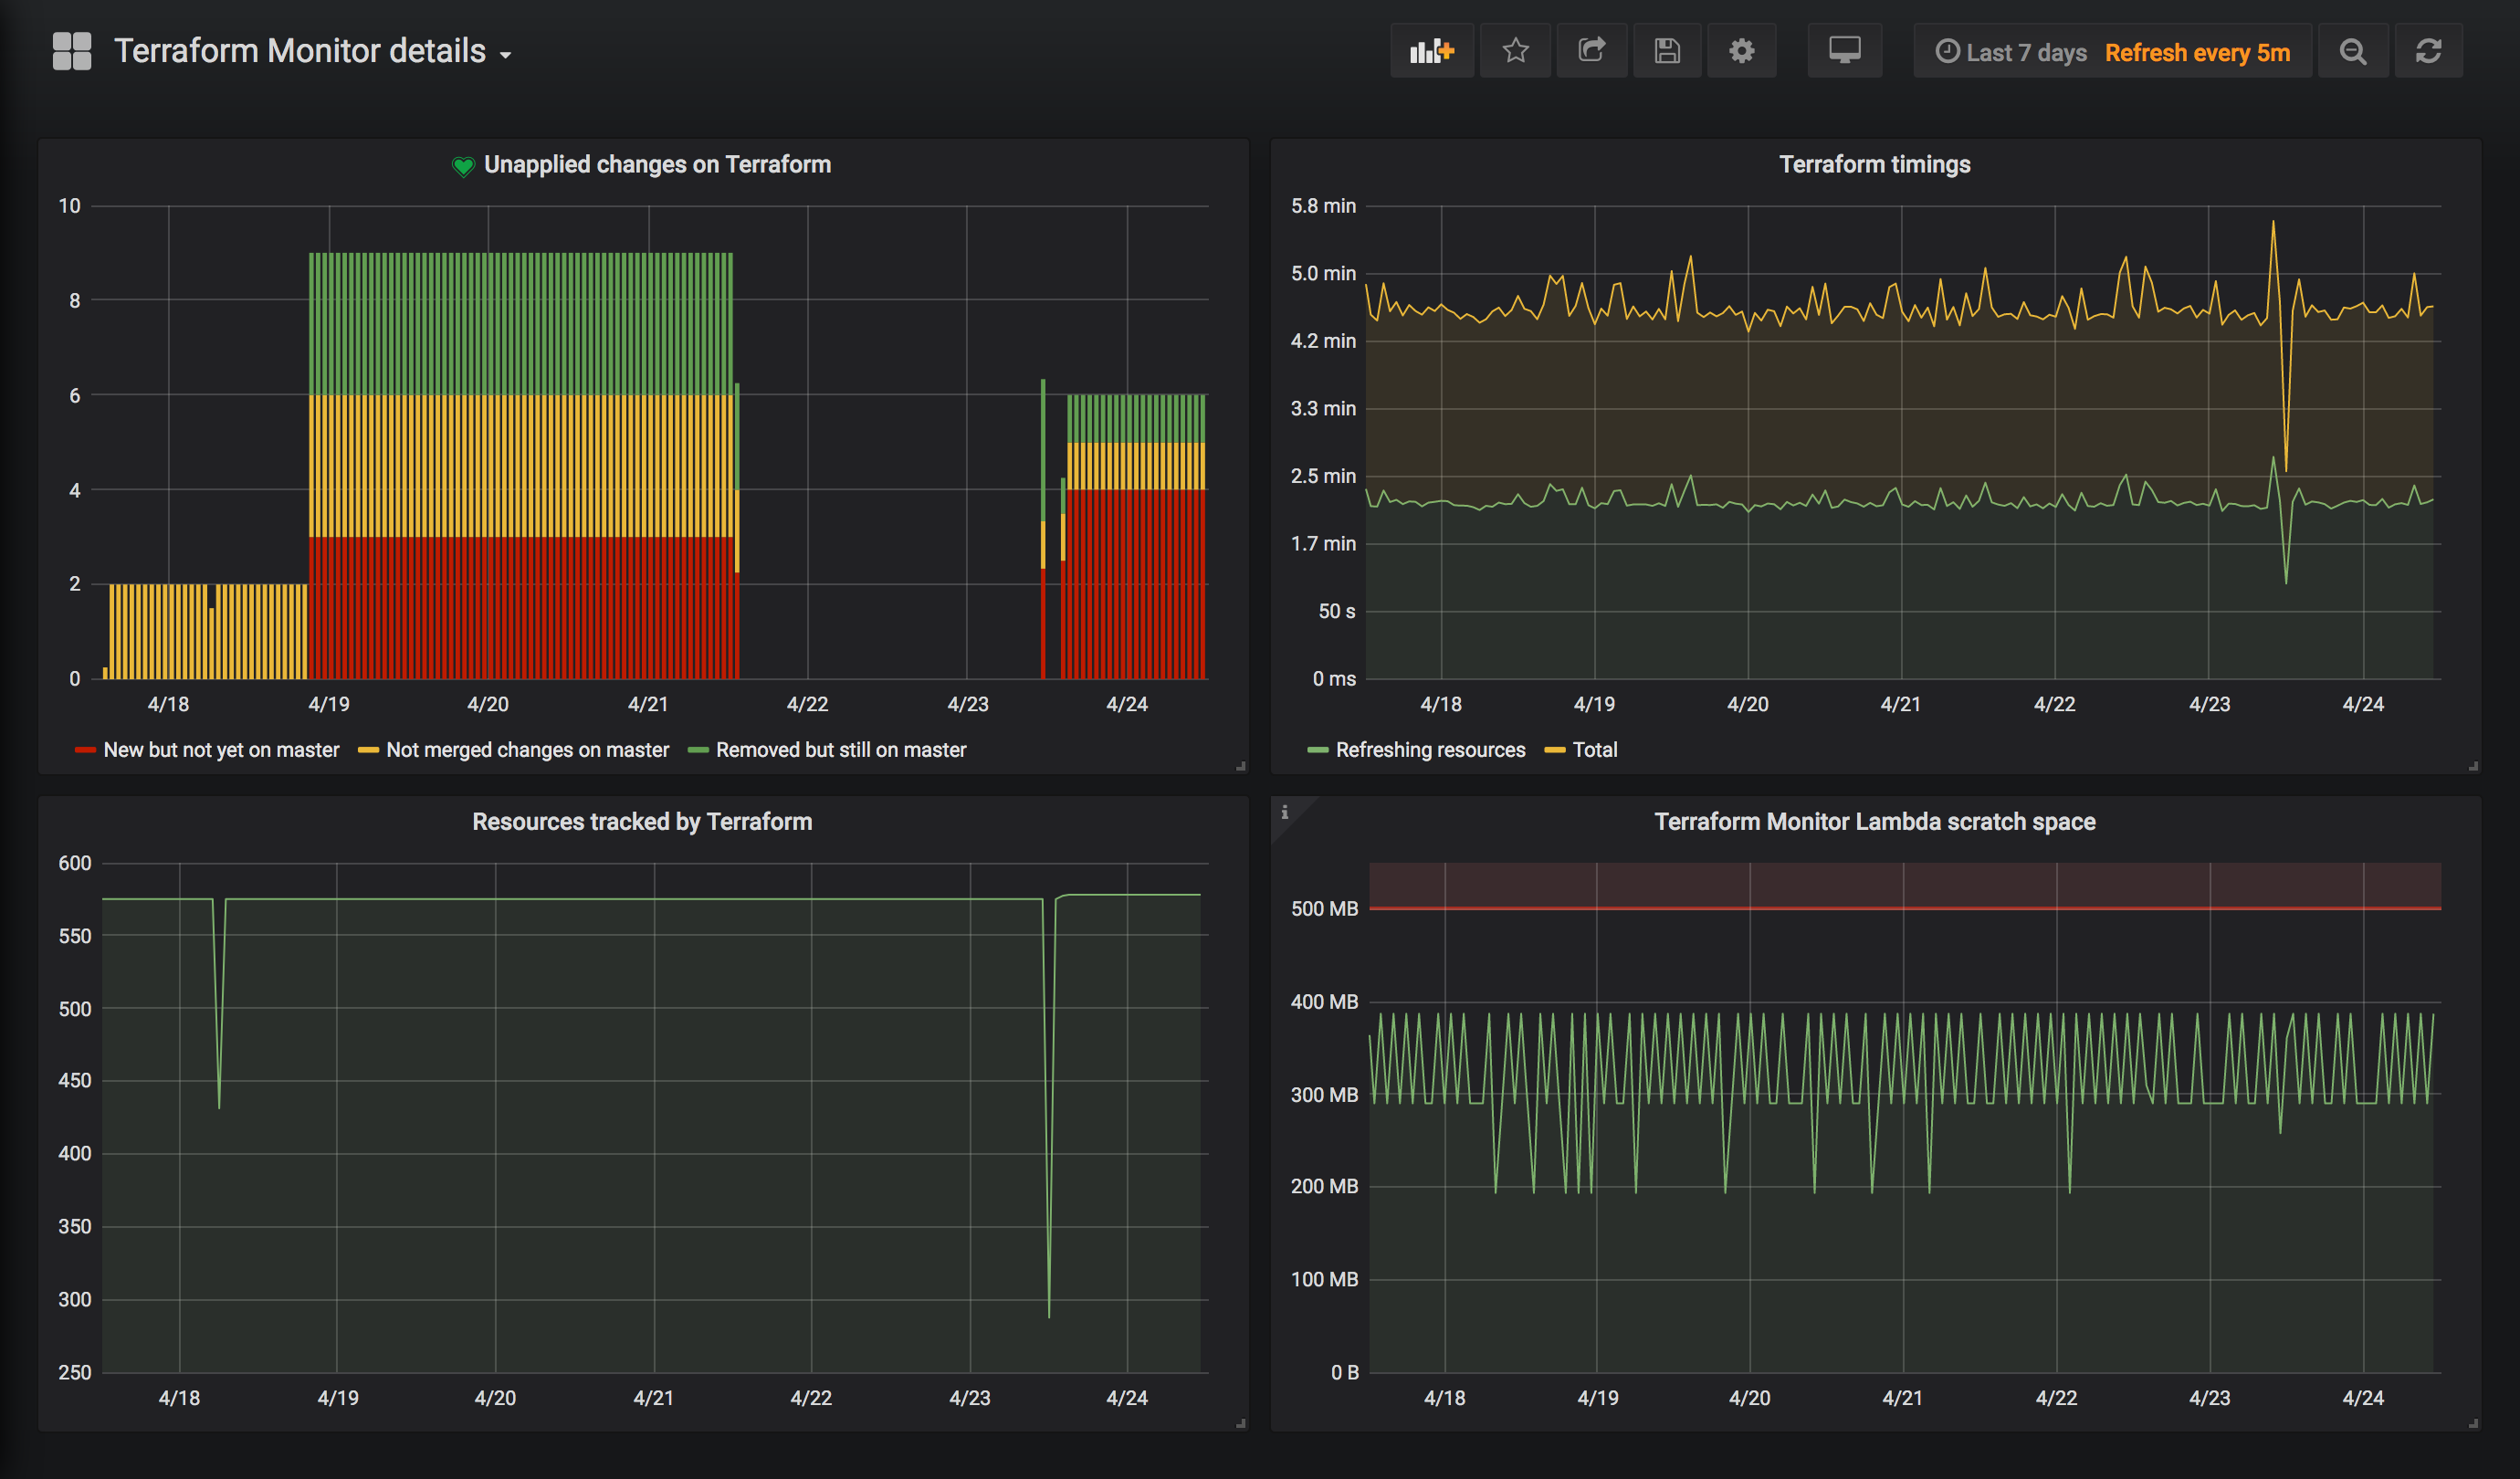 Terraform Monitor details
Last 7 days Refresh every 5m
Unapplied changes on Terraform
10
8
6
4
2
0
4/18 4/19 4/20 4/21 4/22 4/23 4/24
New but not yet on master Not merged changes on master Removed but still on master
Terraform timings
5.8 min
5.0 min
4.2 min
3.3 min
2.5 min
1.7 min
50 s
0 ms
4/18 4/19 4/20 4/21 4/22 4/23 4/24
Refreshing resources Total
Resources tracked by Terraform
600
550
500
450
400
350
300
250
4/18 4/19 4/20 4/21 4/22 4/23 4/24
i
Terraform Monitor Lambda scratch space
500 MB
400 MB
300 MB
200 MB
100 MB
0 B
4/18 4/19 4/20 4/21 4/22 4/23 4/24